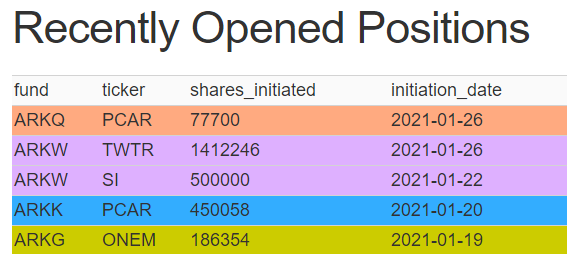 Recently Opened Positions
fund ticker shares_initiated initiation_date
ARKQ PCAR 77700 2021-01-26
ARKW TWTR 1412246 2021-01-26
ARKW SI 500000 2021-01-22
ARKK PCAR 450058 2021-01-20
ARKG ONEM 186354 2021-01-19